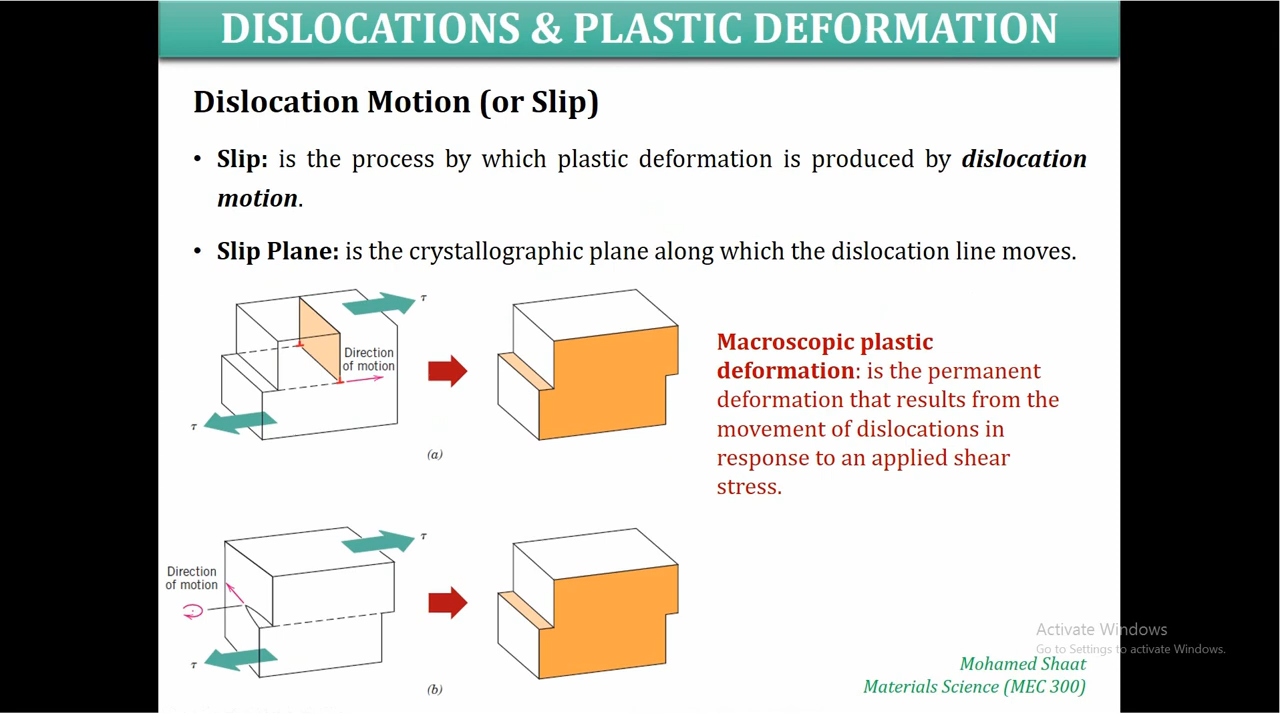 DISLOCATIONS & PLASTIC DEFORMATION
Dislocation Motion (or Slip)
• Slip: is the process by which plastic deformation is produced by dislocation
motion.
• Slip Plane: is the crystallographic plane along which the dislocation line moves.
τ
Direction
of motion
τ
(a)
Macroscopic plastic
deformation: is the permanent
deformation that results from the
movement of dislocations in
response to an applied shear
stress.
τ
Direction
of motion
τ
(b)
Activate Windows
Go to Settings to activate Windows.
Mohamed Shaat
Materials Science (MEC 300)